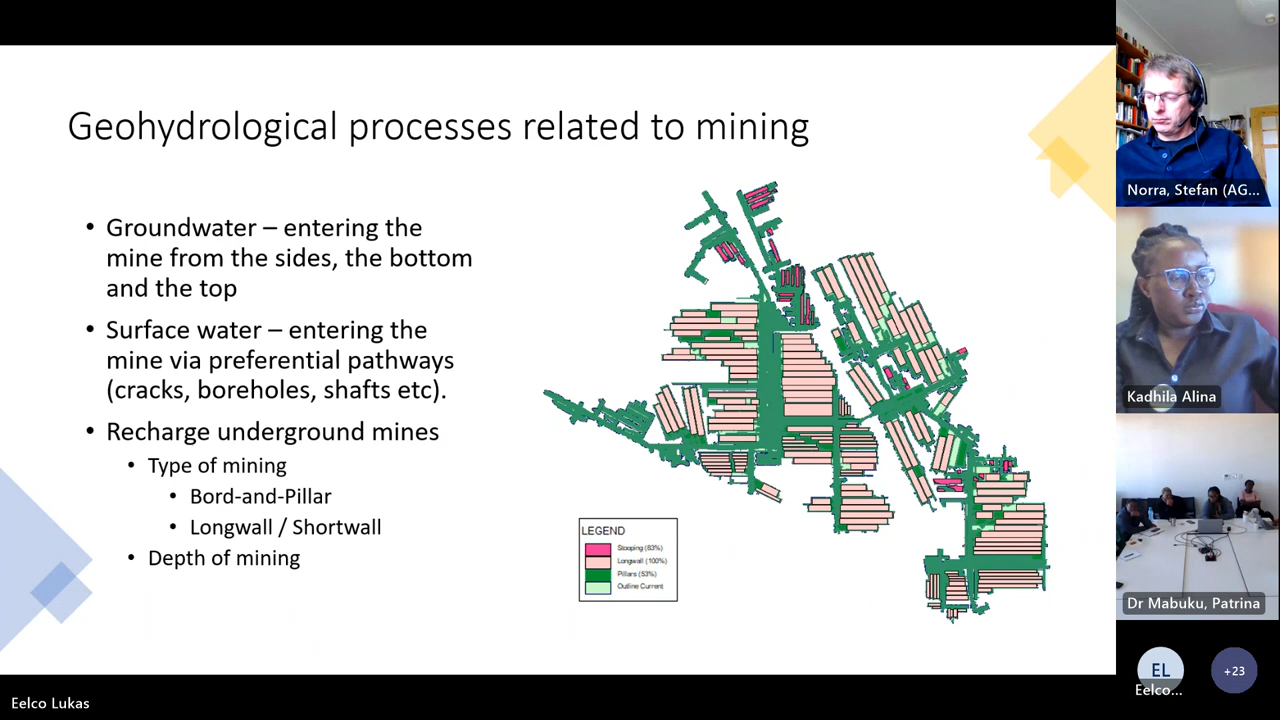 Geohydrological processes related to mining
• Groundwater – entering the
mine from the sides, the bottom
and the top
• Surface water – entering the
mine via preferential pathways
(cracks, boreholes, shafts etc).
• Recharge underground mines
• Type of mining
• Bord-and-Pillar
• Longwall / Shortwall
• Depth of mining
LEGEND
Stooping (83%)
Longwall (100%)
Pillars (53%)
Outline Current
Norra, Stefan (AG...
Kadhila Alina
Dr Mabuku, Patrina
EL
Eelco...
+23
Eelco Lukas